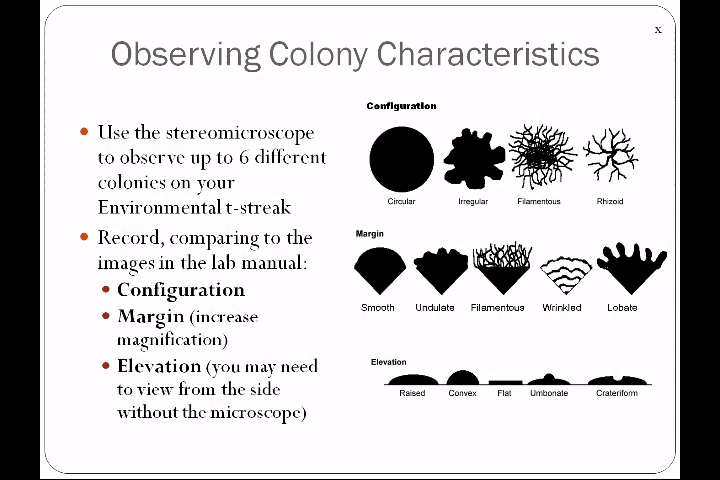 x
Observing Colony Characteristics
• Use the stereomicroscope
to observe up to 6 different
colonies on your
Environmental t-streak
• Record, comparing to the
images in the lab manual:
• Configuration
• Margin (increase
magnification)
• Elevation (you may need
to view from the side
without the microscope)
Configuration
Circular Irregular Filamentous Rhizoid
Margin
Smooth Undulate Filamentous Wrinkled Lobate
Elevation
Raised Convex Flat Umbonate Crateriform